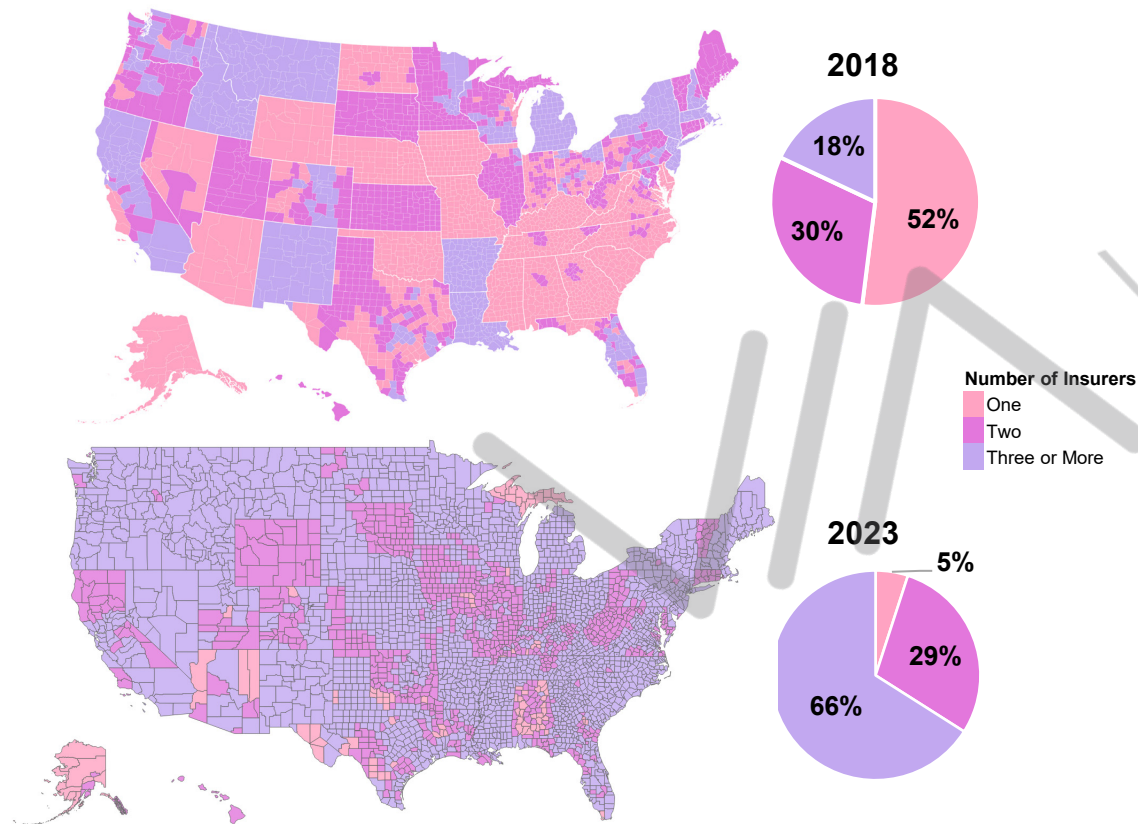 2018
18%
30%
52%
Number of Insurers
One
Two
Three or More
2023
5%
29%
66%